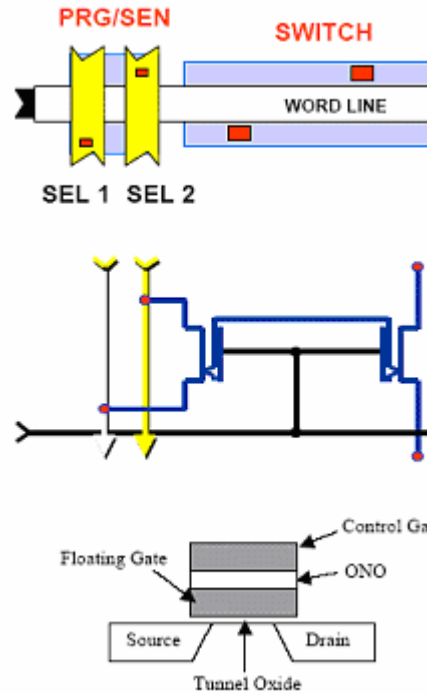 PRG/SEN
SWITCH
WORD LINE
SEL 1 SEL 2
Control Ga
Floating Gate
ONO
Source Drain
Tunnel Oxide